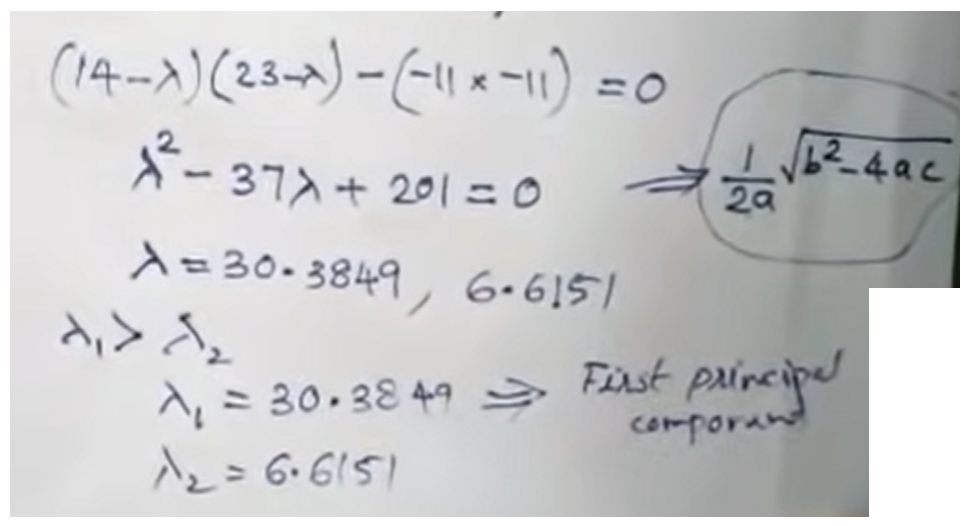 (14-λ)(23-λ) - (-11 × -11) = 0
λ² - 37λ + 201 = 0 ⇒ 1/2a √b²-4ac
λ = 30.3849, 6.6151
λ₁ > λ₂
λ₁ = 30.3849 ⇒ First principal
componant
λ₂ = 6.6151